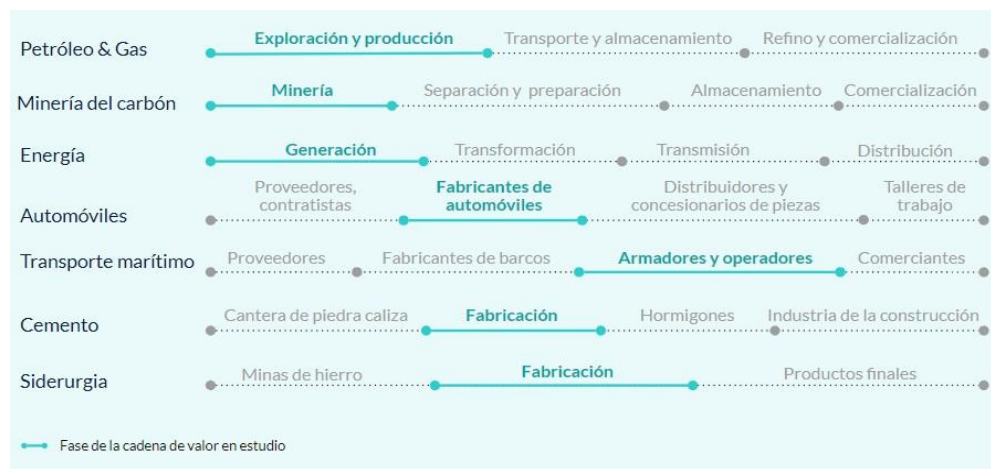 Petróleo & Gas
Exploración y producción
Transporte y almacenamiento
Refino y comercialización
Minería del carbón
Minería
Separación y preparación
Almacenamiento
Comercialización
Energía
Generación
Transformación
Transmisión
Distribución
Automóviles
Proveedores,
contratistas
Fabricantes de
automóviles
Distribuidores y
concesionarios de piezas
Talleres de
trabajo
Transporte marítimo
Proveedores
Fabricantes de barcos
Armadores y operadores
Comerciantes
Cemento
Cantera de piedra caliza
Fabricación
Hormigones
Industria de la construcción
Siderurgia
Minas de hierro
Fabricación
Productos finales
Fase de la cadena de valor en estudio